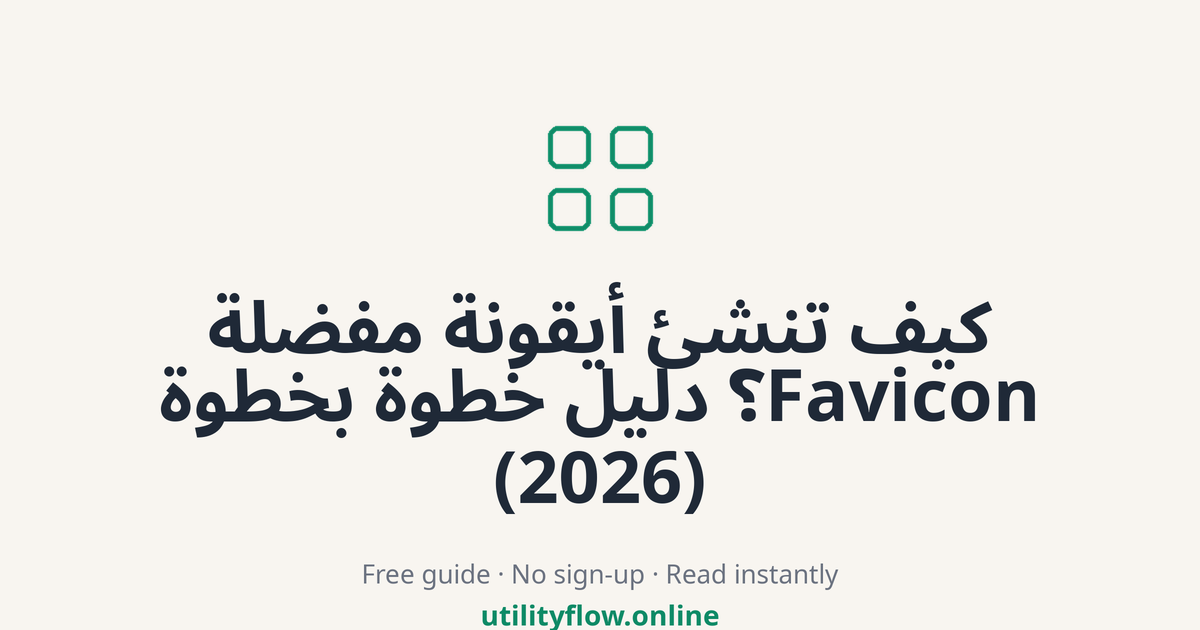 كيف تنشئ أيقونة مفضلة
Favicon؟ دليل خطوة بخطوة
(2026)
Free guide · No sign-up · Read instantly
utilityflow.online